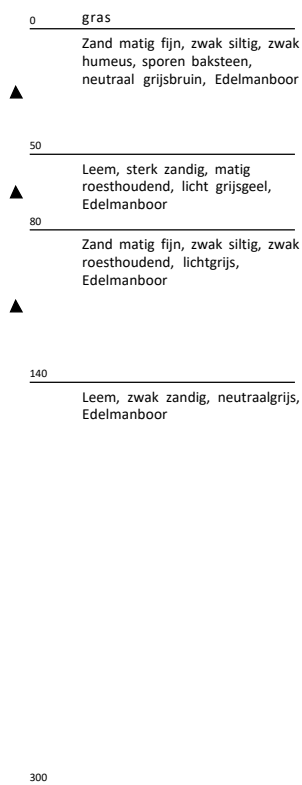 0 gras
Zand matig fijn, zwak siltig, zwak
humeus, sporen baksteen,
neutraal grijsbruin, Edelmanboor
50
Leem, sterk zandig, matig
roesthoudend, licht grijsgeel,
Edelmanboor
80
Zand matig fijn, zwak siltig, zwak
roesthoudend, lichtgrijs,
Edelmanboor
140
Leem, zwak zandig, neutraalgrijs,
Edelmanboor
300